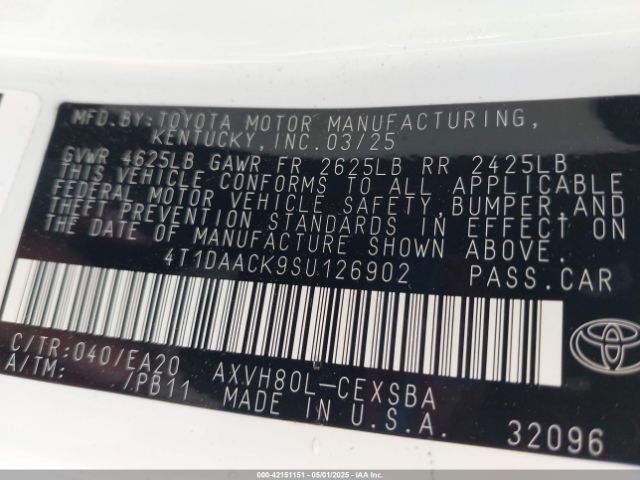 MFD.BY: TOYOTA MOTOR MANUFACTURING,
KENTUCKY, INC. 03/25
GVWR 4625LB GAWR FR 2625LB RR 2425LB
THIS VEHICLE CONFORMS TO ALL APPLICABLE
FEDERAL MOTOR VEHICLE SAFETY, BUMPER, AND
THEFT PREVENTION STANDARDS IN EFFECT ON
THE DATE OF MANUFACTURE SHOWN ABOVE.
4T1DAACK9SU126902 PASS.CAR
C/TR:040/EA20 AXVH80L-CEXSBA
A/TM: /PB11 MADE IN U.S.A.
32096
000-42151151 - 05/01/2025 - COPART, INC.